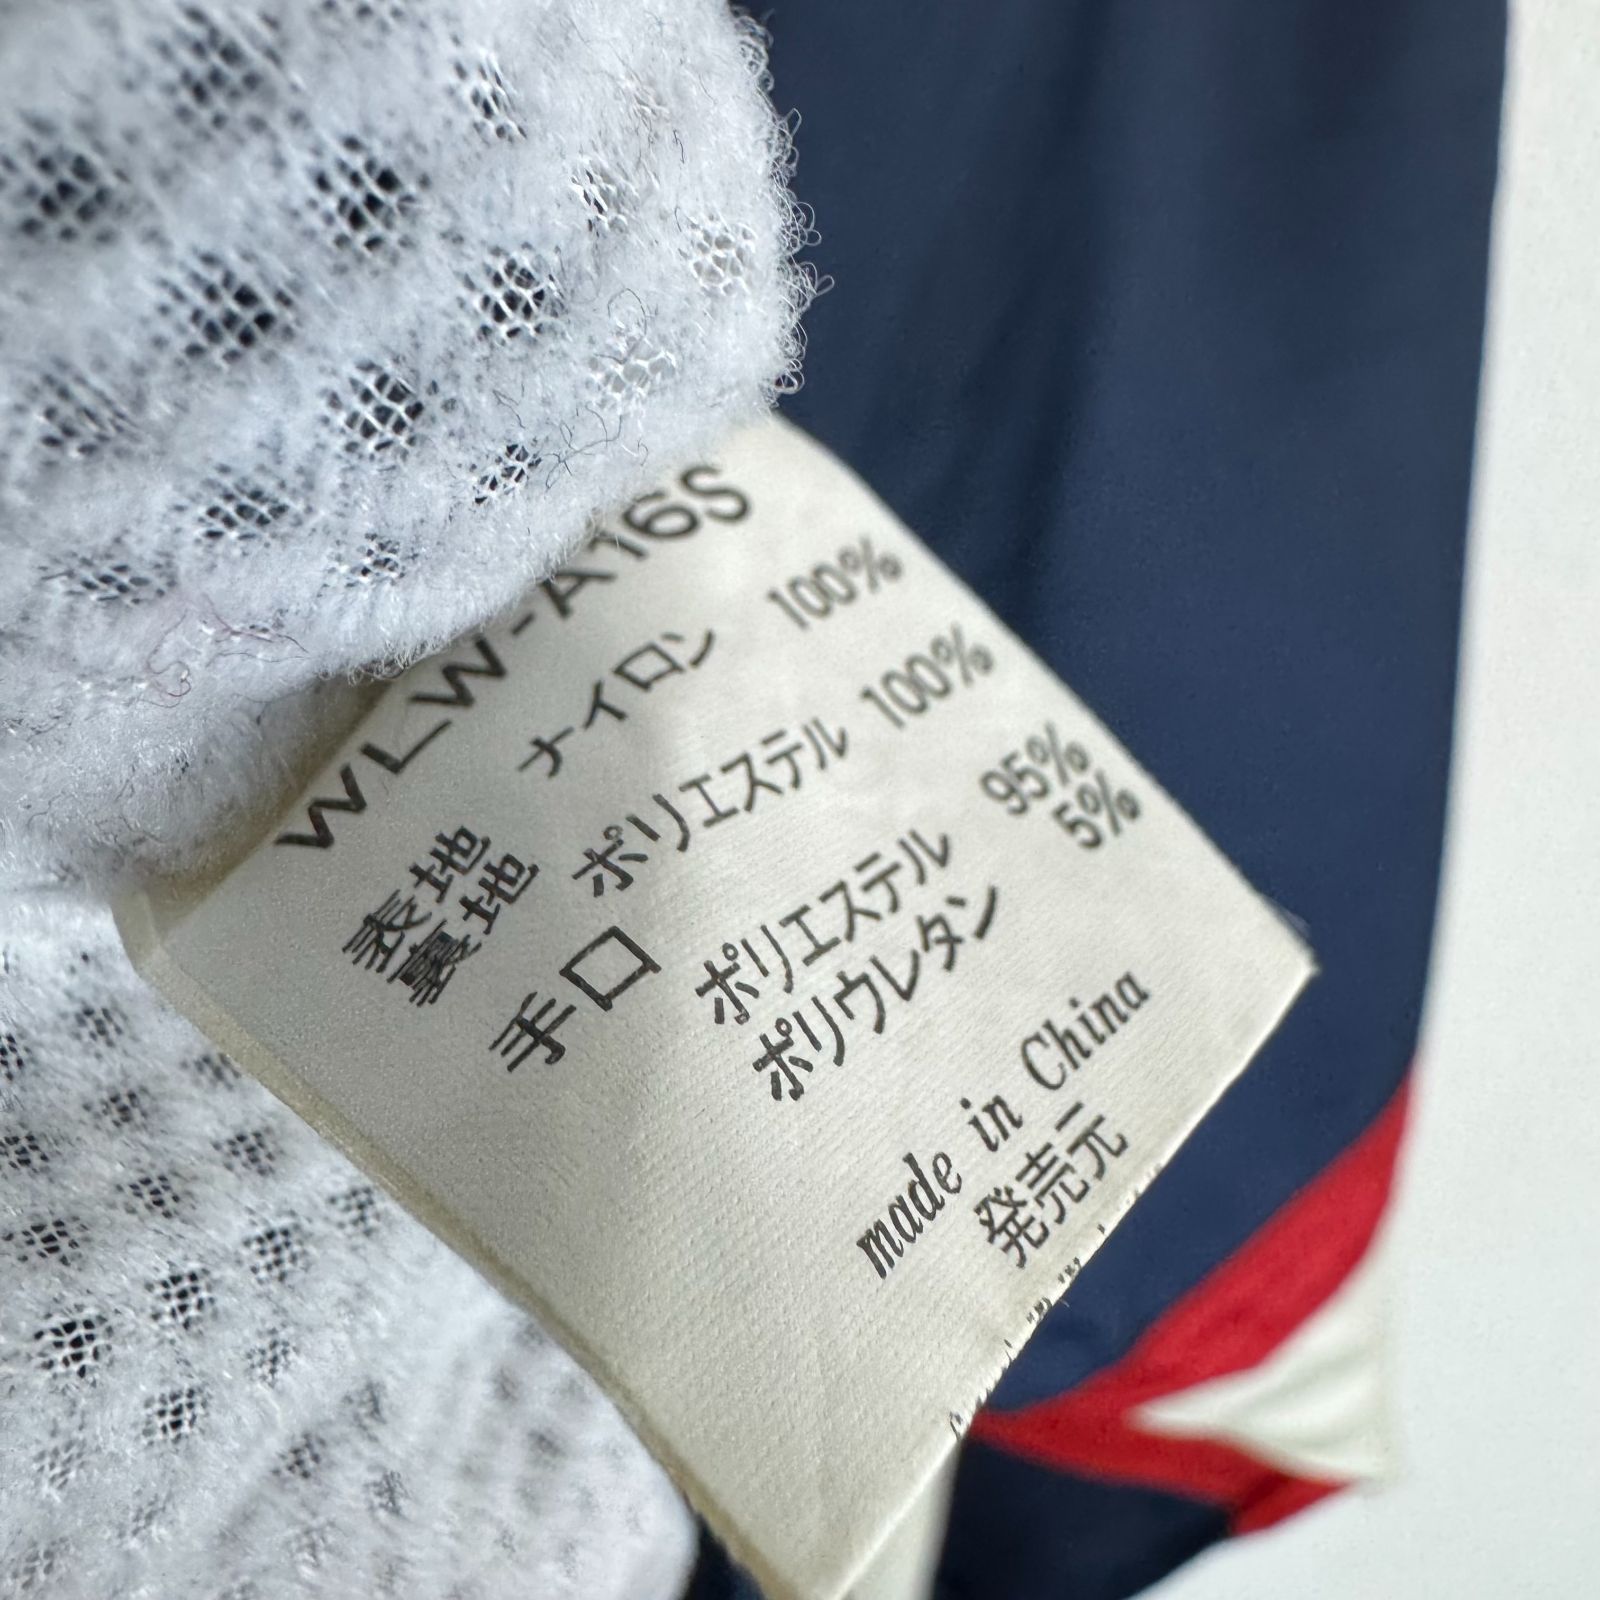 WLW-A16S
表地 ナイロン 100%
裏地 ポリエステル 100%
手口 ポリエステル 95%
ポリウレタン 5%
made in China
発売元